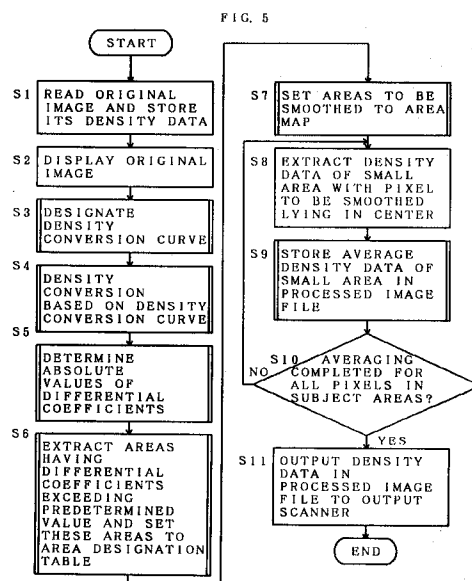 FIG. 5
START
S1
READ ORIGINAL
IMAGE AND STORE
ITS DENSITY DATA
S2
DISPLAY ORIGINAL
IMAGE
S3
DESIGNATE
DENSITY
CONVERSION CURVE
S4
DENSITY
CONVERSION
BASED ON DENSITY
CONVERSION CURVE
S5
DETERMINE
ABSOLUTE
VALUES OF
DIFFERENTIAL
COEFFICIENTS
S6
EXTRACT AREAS
HAVING
DIFFERENTIAL
COEFFICIENTS
EXCEEDING
PREDETERMINED
VALUE AND SET
THESE AREAS TO
AREA DESIGNATION
TABLE
S7
SET AREAS TO BE
SMOOTHED TO AREA
MAP
S8
EXTRACT DENSITY
DATA OF SMALL
AREA WITH PIXEL
TO BE SMOOTHED
LYING IN CENTER
S9
STORE AVERAGE
DENSITY DATA OF
SMALL AREA IN
PROCESSED IMAGE
FILE
S10 AVERAGING
NO COMPLETED FOR
ALL PIXELS IN
SUBJECT AREAS?
YES
S11
OUTPUT DENSITY
DATA IN
PROCESSED IMAGE
FILE TO OUTPUT
SCANNER
END